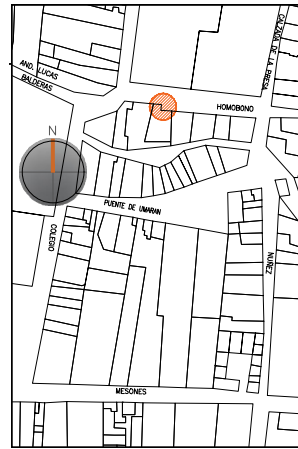 CALZADA DE LA PRESA
AND. LUCAS
BALDERAS
HOMOBONO
N
PUENTE DE UMARAN
COLEGIO
NUÑEZ
MESONES